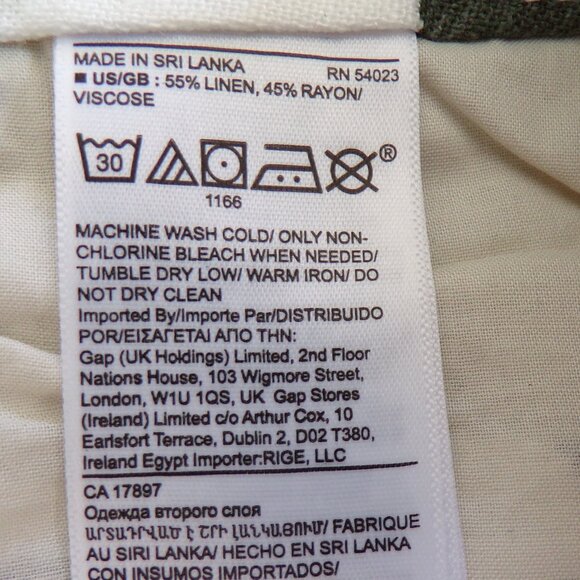 MADE IN SRI LANKA RN 54023
■ US/GB : 55% LINEN, 45% RAYON/
VISCOSE
30
®
1166
MACHINE WASH COLD/ ONLY NON-
CHLORINE BLEACH WHEN NEEDED/
TUMBLE DRY LOW/ WARM IRON/ DO
NOT DRY CLEAN
Imported By/Importe Par/DISTRIBUIDO
POR/ΕΙΣΑΓΕΤΑΙ ΑΠΟ ΤΗΝ:
Gap (UK Holdings) Limited, 2nd Floor
Nations House, 103 Wigmore Street,
London, W1U 1QS, UK Gap Stores
(Ireland) Limited c/o Arthur Cox, 10
Earlsfort Terrace, Dublin 2, D02 T380,
Ireland Egypt Importer:RIGE, LLC
CA 17897
Одежда второго слоя
ԱՐՏԱԴՐՎԱԾ Է ՇՐԻ ԼԱՆԿԱՅՈՒՄ/ FABRIQUÉ
AU SIRI LANKA/ HECHO EN SRI LANKA
CON INSUMOS IMPORTADOS/